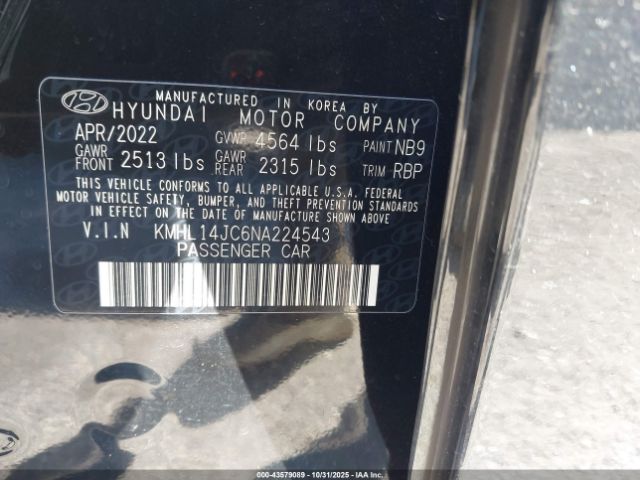 MANUFACTURED IN KOREA BY
HYUNDAI MOTOR COMPANY
APR/2022 GVWR 4564 lbs PAINT NB9
GAWR FRONT 2513 lbs GAWR REAR 2315 lbs TRIM RBP
THIS VEHICLE CONFORMS TO ALL APPLICABLE U.S.A. FEDERAL
MOTOR VEHICLE SAFETY, BUMPER, AND THEFT PREVENTION STANDARDS
IN EFFECT ON THE DATE OF MANUFACTURE SHOWN ABOVE
V.I.N KMHL14JC6NA224543
PASSENGER CAR
000-43579089 - 10/31/2025 - IAA Inc.